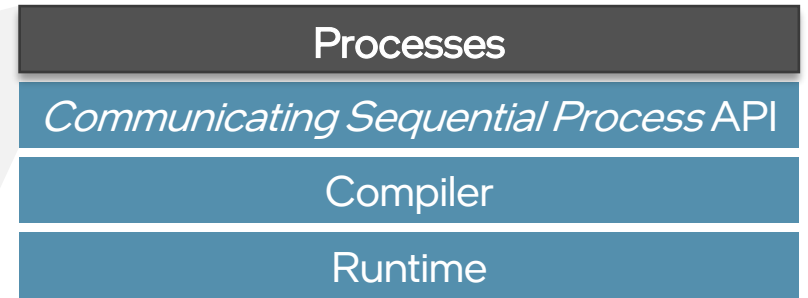 Processes
Communicating Sequential Process API
Compiler
Runtime